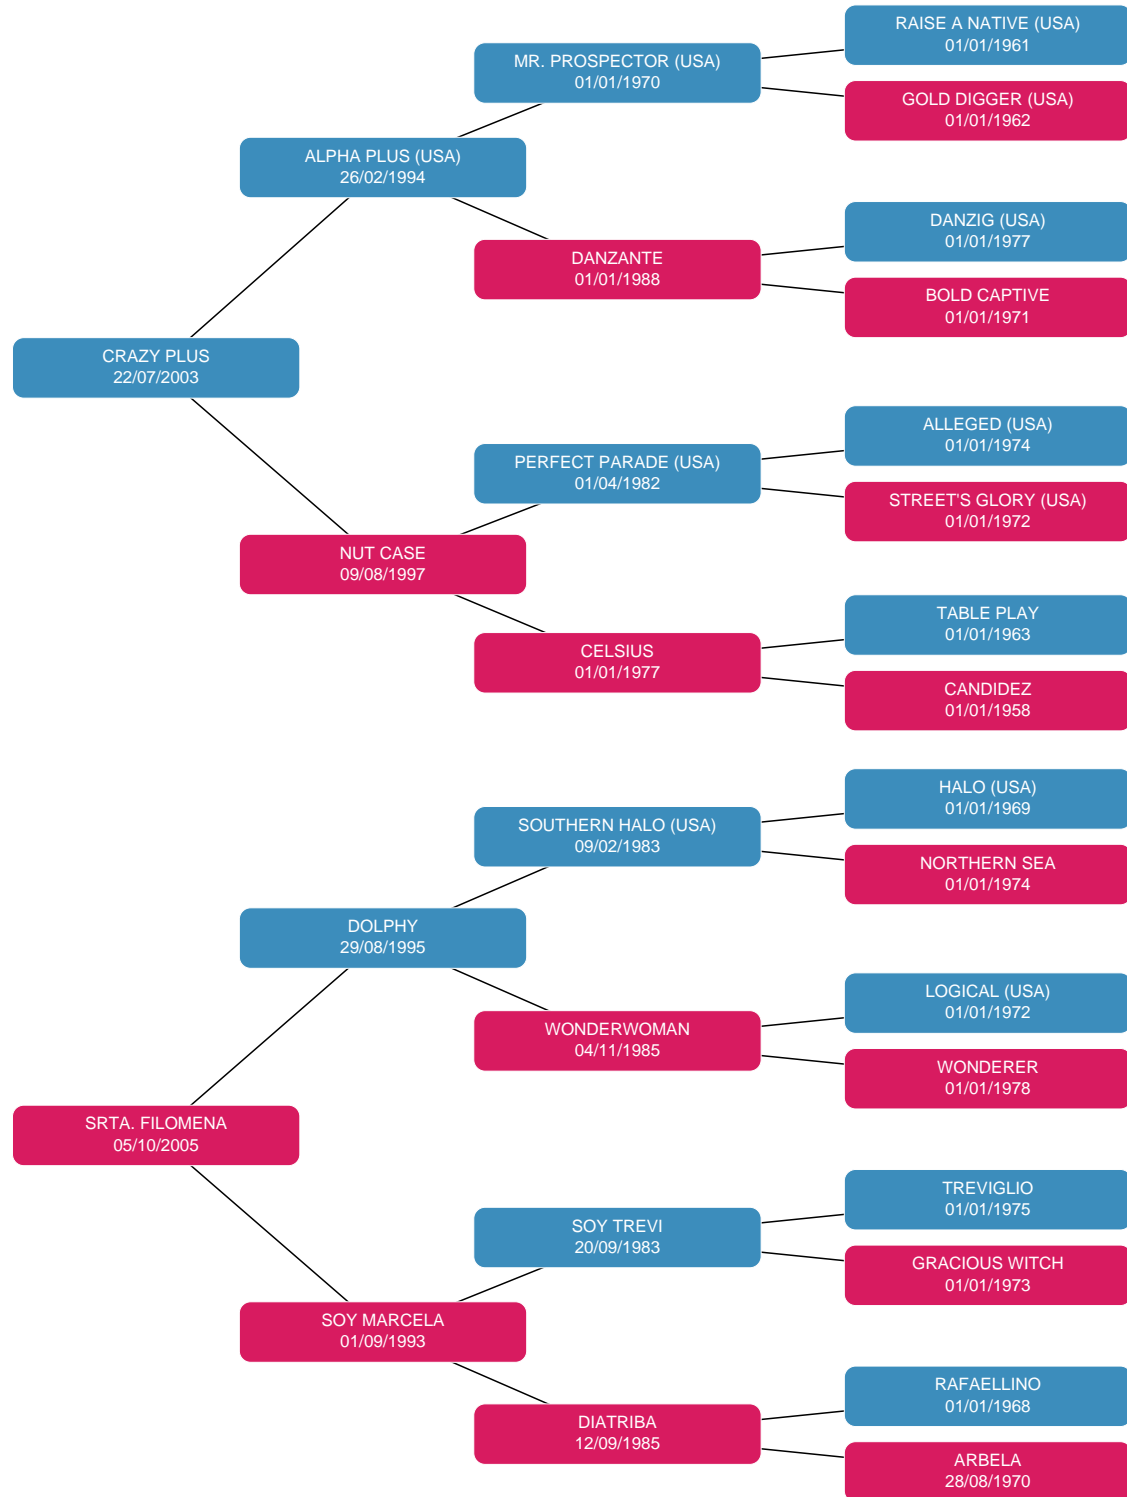 RAISE A NATIVE (USA)
01/01/1961
MR. PROSPECTOR (USA)
01/01/1970
GOLD DIGGER (USA)
01/01/1962
ALPHA PLUS (USA)
26/02/1994
DANZIG (USA)
01/01/1977
DANZANTE
01/01/1988
BOLD CAPTIVE
01/01/1971
CRAZY PLUS
22/07/2003
ALLEGED (USA)
01/01/1974
PERFECT PARADE (USA)
01/04/1982
STREET'S GLORY (USA)
01/01/1972
NUT CASE
09/08/1997
TABLE PLAY
01/01/1963
CELSIUS
01/01/1977
CANDIDEZ
01/01/1958
HALO (USA)
01/01/1969
SOUTHERN HALO (USA)
09/02/1983
NORTHERN SEA
01/01/1974
DOLPHY
29/08/1995
LOGICAL (USA)
01/01/1972
WONDERWOMAN
04/11/1985
WONDERER
01/01/1978
SRTA. FILOMENA
05/10/2005
TREVIGLIO
01/01/1975
SOY TREVI
20/09/1983
GRACIOUS WITCH
01/01/1973
SOY MARCELA
01/09/1993
RAFAELLINO
01/01/1968
DIATRIBA
12/09/1985
ARBELA
28/08/1970